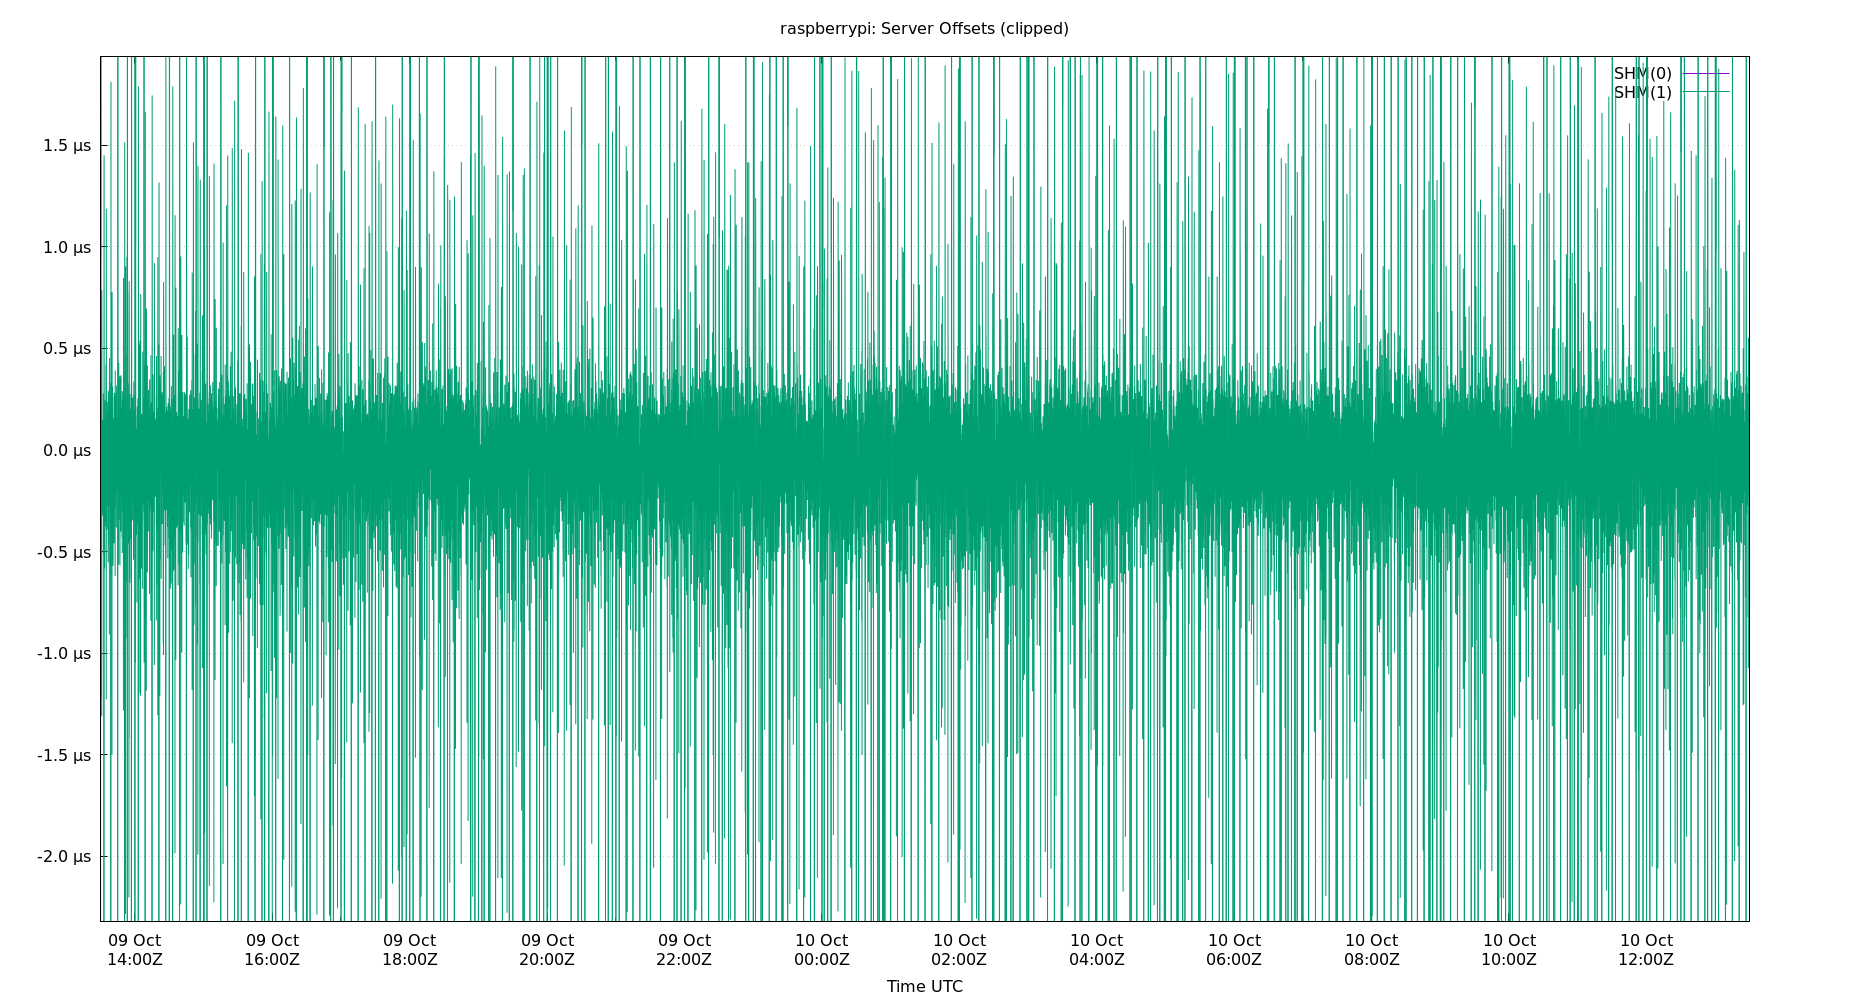 raspberrypi: Server Offsets (clipped)
SHM(0)
SHM(1)
1.5 µs
1.0 µs
0.5 µs
0.0 µs
-0.5 µs
-1.0 µs
-1.5 µs
-2.0 µs
09 Oct 09 Oct 09 Oct 09 Oct 09 Oct 10 Oct 10 Oct 10 Oct 10 Oct 10 Oct 10 Oct 10 Oct
14:00Z 16:00Z 18:00Z 20:00Z 22:00Z 00:00Z 02:00Z 04:00Z 06:00Z 08:00Z 10:00Z 12:00Z
Time UTC